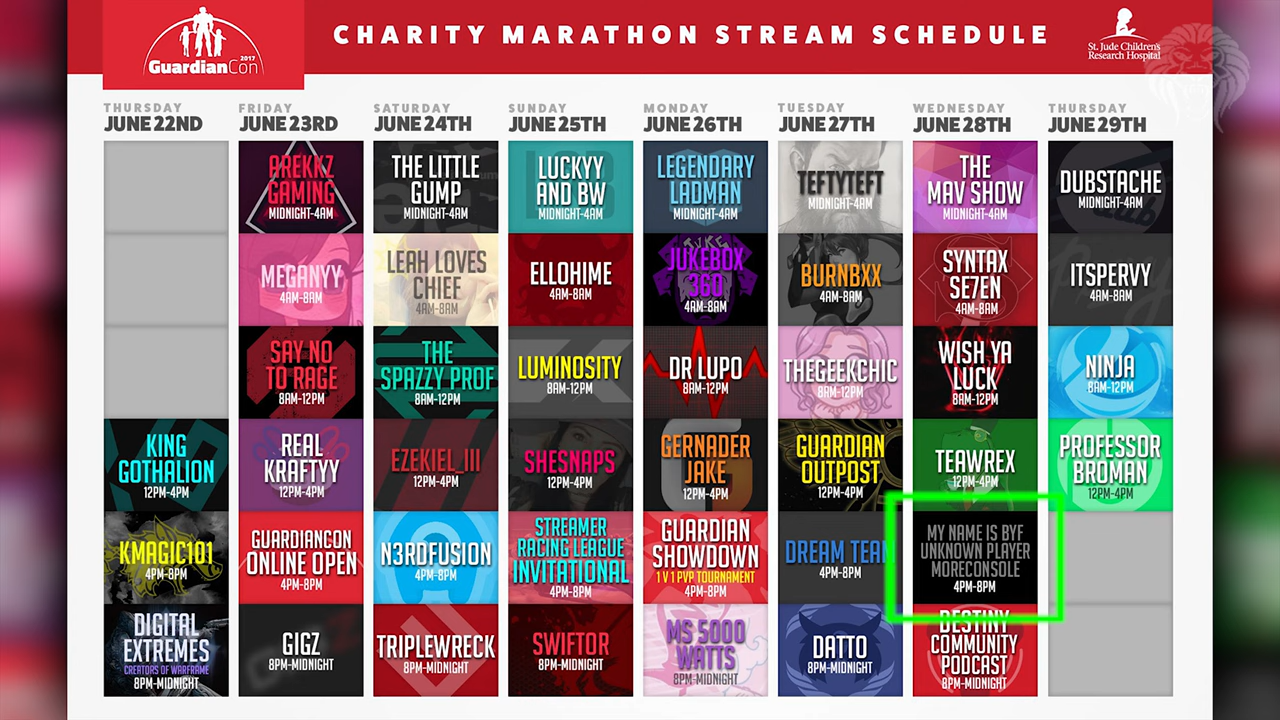 2017
GuardianCon
CHARITY MARATHON STREAM SCHEDULE
St. Jude Children's
Research Hospital
THURSDAY
JUNE 22ND
FRIDAY
JUNE 23RD
SATURDAY
JUNE 24TH
SUNDAY
JUNE 25TH
MONDAY
JUNE 26TH
TUESDAY
JUNE 27TH
WEDNESDAY
JUNE 28TH
THURSDAY
JUNE 29TH
AREKKZ
GAMING
MIDNIGHT-4AM
THE LITTLE
GUMP
MIDNIGHT-4AM
LUCKYY
AND BW
MIDNIGHT-4AM
LEGENDARY
LADMAN
MIDNIGHT-4AM
TEFTYTEFT
MIDNIGHT-4AM
THE
MAV SHOW
MIDNIGHT-4AM
DUBSTACHE
MIDNIGHT-4AM
MEGANYY
4AM-8AM
LEAH LOVES
CHIEF
4AM-8AM
ELLOHIME
4AM-8AM
JUKEBOX
360
4AM-8AM
BURNBXX
4AM-8AM
SYNTAX
SE7EN
4AM-8AM
ITSPERVY
4AM-8AM
SAY NO
TO RAGE
8AM-12PM
THE
SPAZZY PROF
8AM-12PM
LUMINOSITY
8AM-12PM
DR LUPO
8AM-12PM
THEGEEKCHIC
8AM-12PM
WISH YA
LUCK
8AM-12PM
NINJA
8AM-12PM
KING
GOTHALION
12PM-4PM
REAL
KRAFTYY
12PM-4PM
EZEKIEL_III
12PM-4PM
SHESNAPS
12PM-4PM
GERNADER
JAKE
12PM-4PM
GUARDIAN
OUTPOST
12PM-4PM
TEAWREX
12PM-4PM
PROFESSOR
BROMAN
12PM-4PM
KMAGIC101
4PM-8PM
GUARDIANCON
ONLINE OPEN
4PM-8PM
N3RDFUSION
4PM-8PM
STREAMER
RACING LEAGUE
INVITATIONAL
4PM-8PM
GUARDIAN
SHOWDOWN
1 V 1 PVP TOURNAMENT
4PM-8PM
DREAM TEAM
4PM-8PM
MY NAME IS BYF
UNKNOWN PLAYER
MORECONSOLE
4PM-8PM
DIGITAL
EXTREMES
CREATORS OF WARFRAME
8PM-MIDNIGHT
GIGZ
8PM-MIDNIGHT
TRIPLEWRECK
8PM-MIDNIGHT
SWIFTOR
8PM-MIDNIGHT
MS 5000
WATTS
8PM-MIDNIGHT
DATTO
8PM-MIDNIGHT
DESTINY
COMMUNITY
PODCAST
8PM-MIDNIGHT